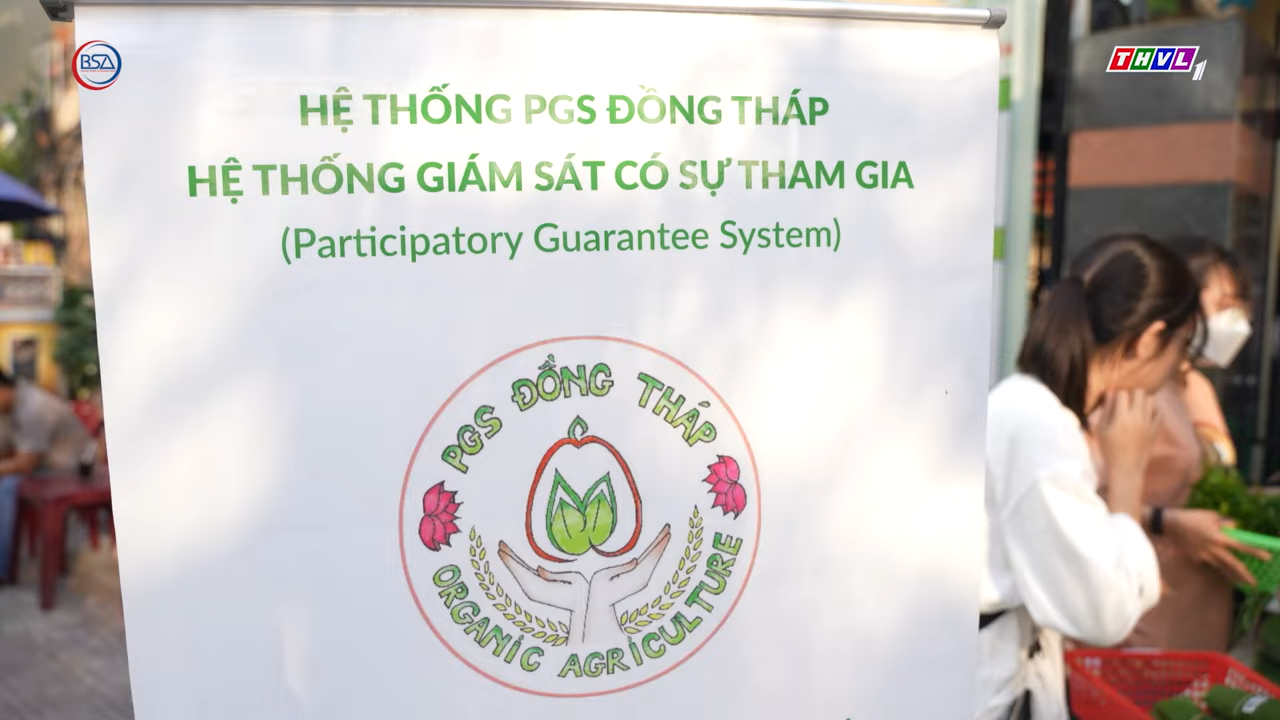 BSA
THVL1
HỆ THỐNG PGS ĐỒNG THÁP
HỆ THỐNG GIÁM SÁT CÓ SỰ THAM GIA
(Participatory Guarantee System)
PGS ĐỒNG THÁP
ORGANIC AGRICULTURE